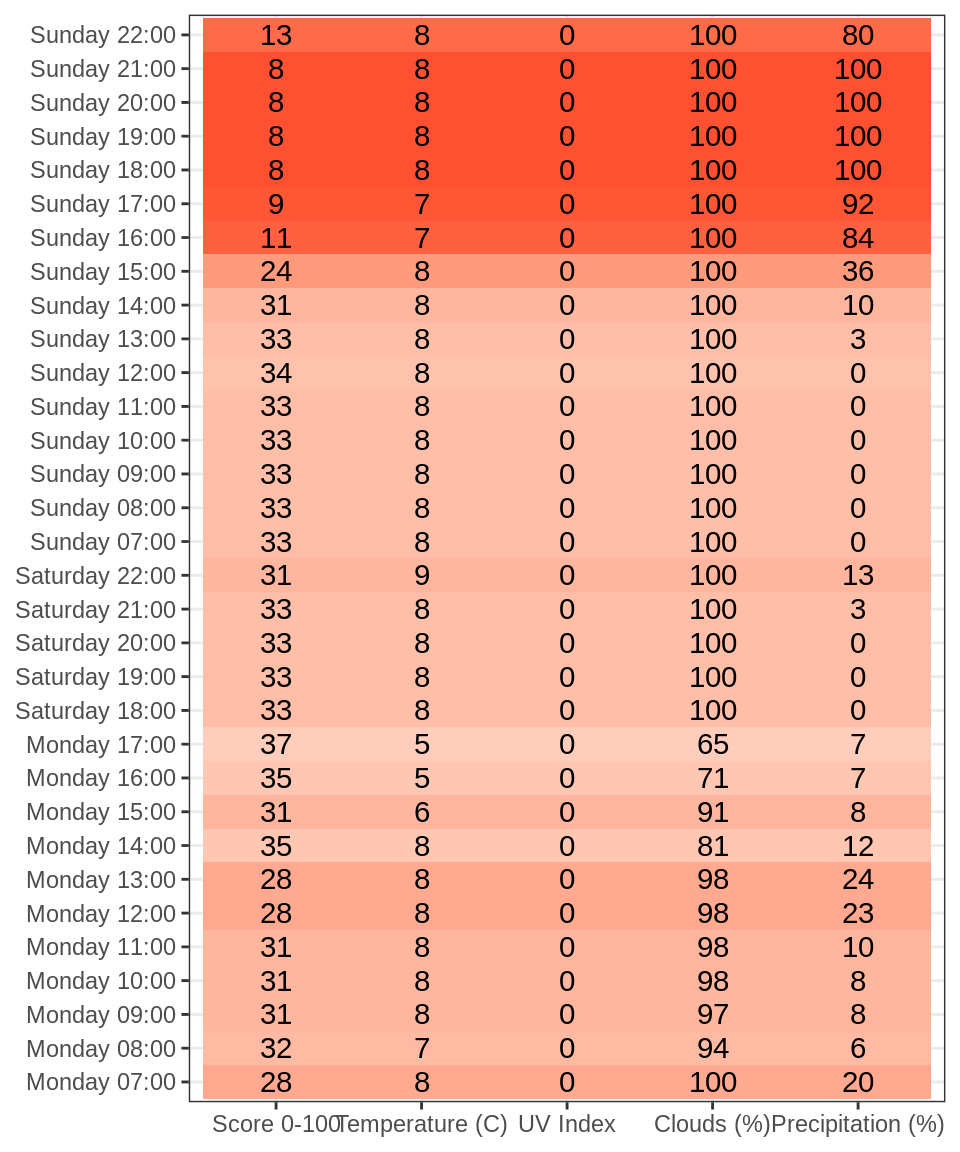 Sunday 22:00 13 8 0 100 80
Sunday 21:00 8 8 0 100 100
Sunday 20:00 8 8 0 100 100
Sunday 19:00 8 8 0 100 100
Sunday 18:00 8 8 0 100 100
Sunday 17:00 9 7 0 100 92
Sunday 16:00 11 7 0 100 84
Sunday 15:00 24 8 0 100 36
Sunday 14:00 31 8 0 100 10
Sunday 13:00 33 8 0 100 3
Sunday 12:00 34 8 0 100 0
Sunday 11:00 33 8 0 100 0
Sunday 10:00 33 8 0 100 0
Sunday 09:00 33 8 0 100 0
Sunday 08:00 33 8 0 100 0
Sunday 07:00 33 8 0 100 0
Saturday 22:00 31 9 0 100 13
Saturday 21:00 33 8 0 100 3
Saturday 20:00 33 8 0 100 0
Saturday 19:00 33 8 0 100 0
Saturday 18:00 33 8 0 100 0
Monday 17:00 37 5 0 65 7
Monday 16:00 35 5 0 71 7
Monday 15:00 31 6 0 91 8
Monday 14:00 35 8 0 81 12
Monday 13:00 28 8 0 98 24
Monday 12:00 28 8 0 98 23
Monday 11:00 31 8 0 98 10
Monday 10:00 31 8 0 98 8
Monday 09:00 31 8 0 97 8
Monday 08:00 32 7 0 94 6
Monday 07:00 28 8 0 100 20
Score 0-100 Temperature (C) UV Index Clouds (%) Precipitation (%)